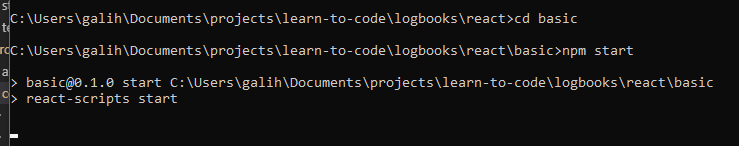 C:\Users\galih\Documents\projects\learn-to-code\logbooks\react>cd basic
C:\Users\galih\Documents\projects\learn-to-code\logbooks\react\basic>npm start
> basic@0.1.0 start C:\Users\galih\Documents\projects\learn-to-code\logbooks\react\basic
> react-scripts start